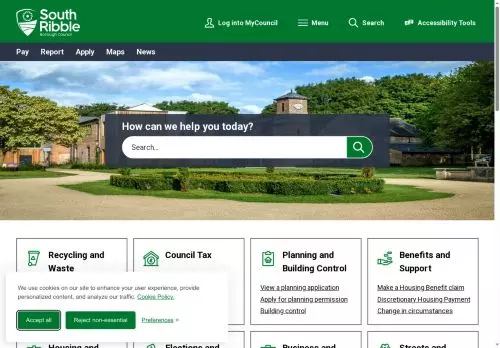 South
Ribble
Borough Council
Log into MyCouncil
Menu
Search
Accessibility Tools
Pay Report Apply Maps News
How can we help you today?
Search...
Recycling and
Waste
Council Tax
Planning and
Building Control
View a planning application
Apply for planning permission
Building control
Benefits and
Support
Make a Housing Benefit claim
Discretionary Housing Payment
Change in circumstances
We use cookies on our site to enhance your user experience, provide
personalized content, and analyze our traffic. Cookie Policy.
Accept all
Reject non-essential
Preferences
Housing and
Elections and
Business and
Streets and